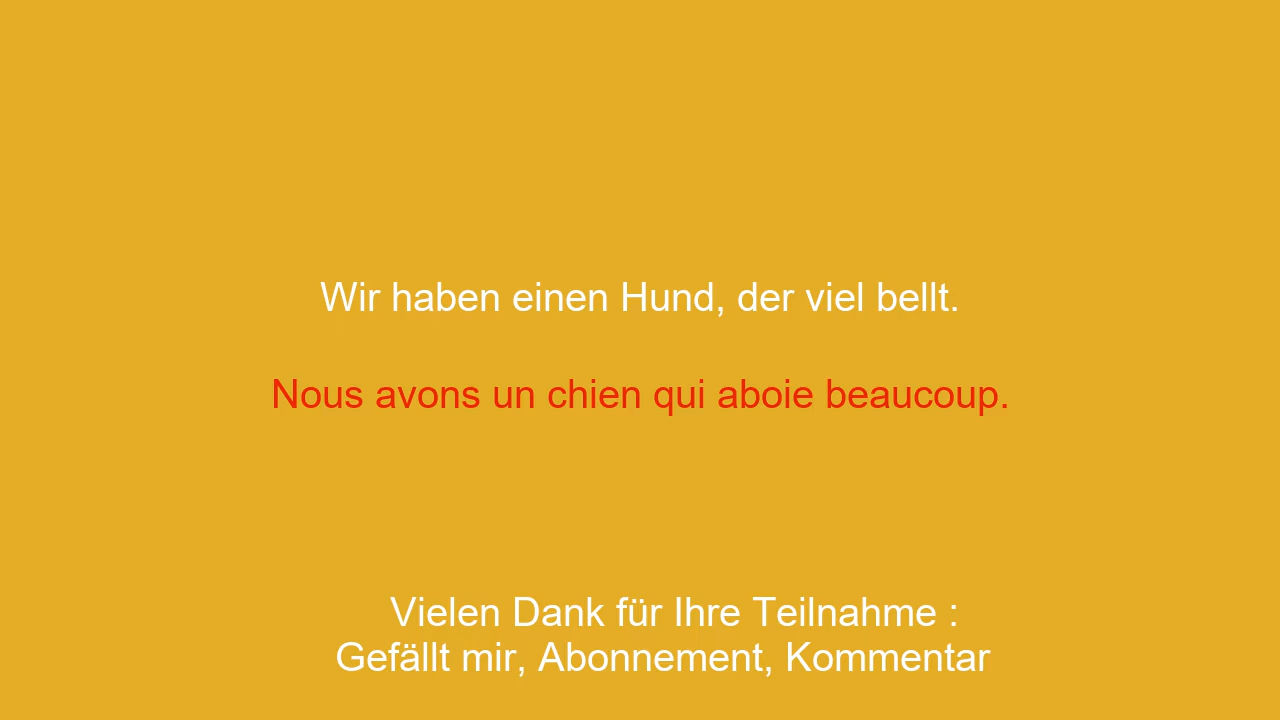 Wir haben einen Hund, der viel bellt.
Nous avons un chien qui aboie beaucoup.
Vielen Dank für Ihre Teilnahme :
Gefällt mir, Abonnement, Kommentar